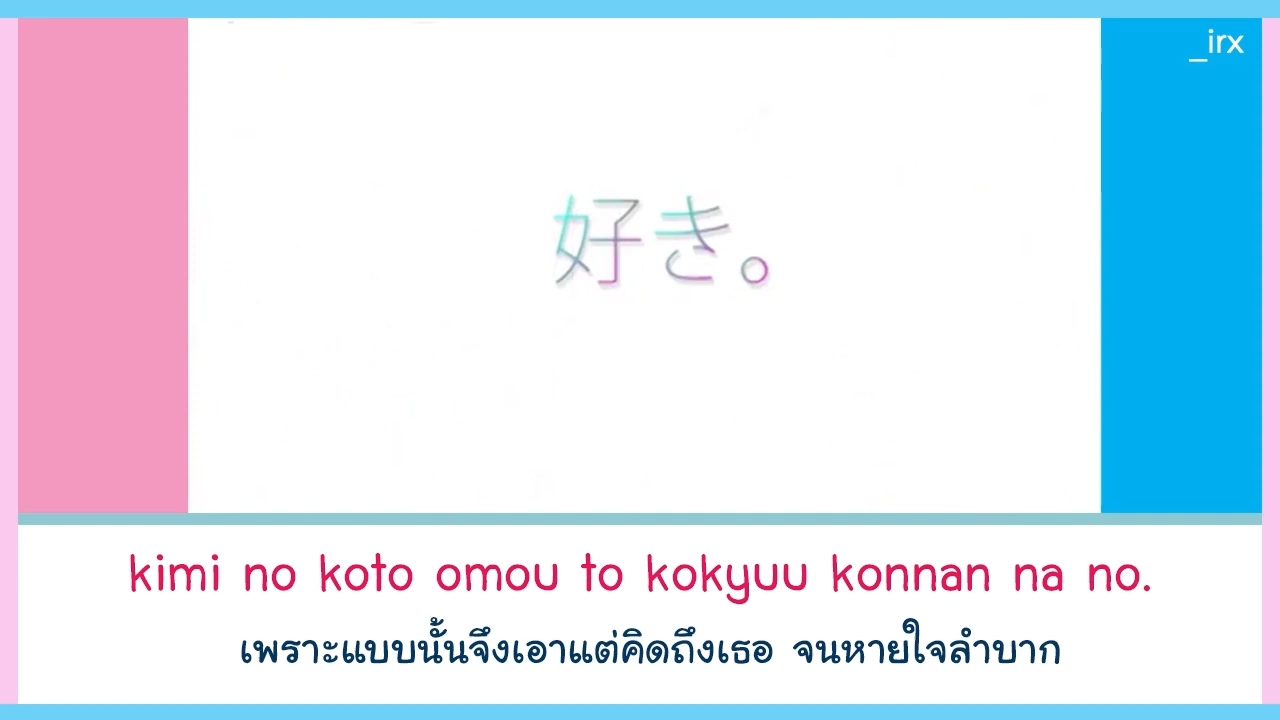 _irx
好き。
kimi no koto omou to kokyuu konnan na no.
เพราะแบบนั้นจึงเอาแต่คิดถึงเธอ จนหายใจลำบาก